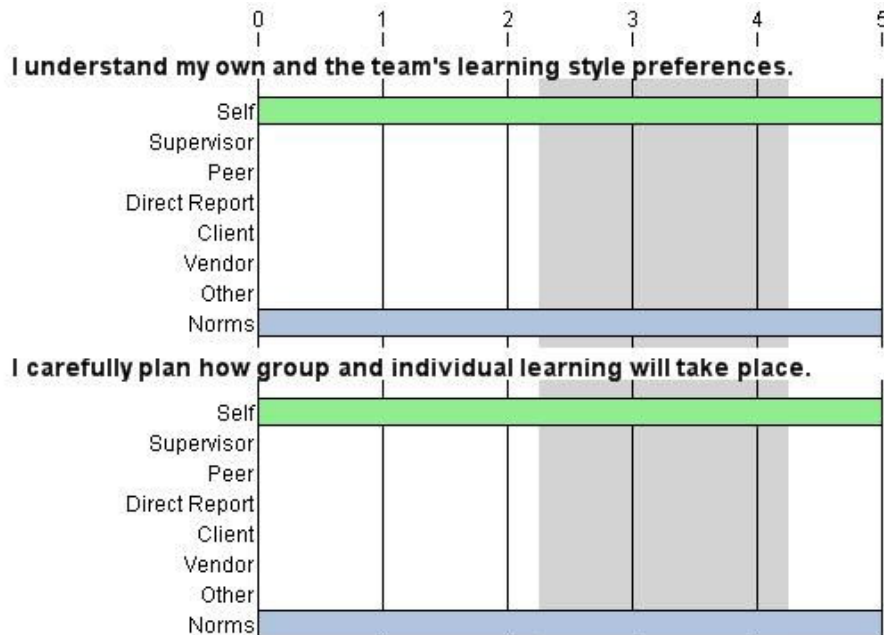 0 1 2 3 4 5
I understand my own and the team's learning style preferences.
Self
Supervisor
Peer
Direct Report
Client
Vendor
Other
Norms
I carefully plan how group and individual learning will take place.
Self
Supervisor
Peer
Direct Report
Client
Vendor
Other
Norms